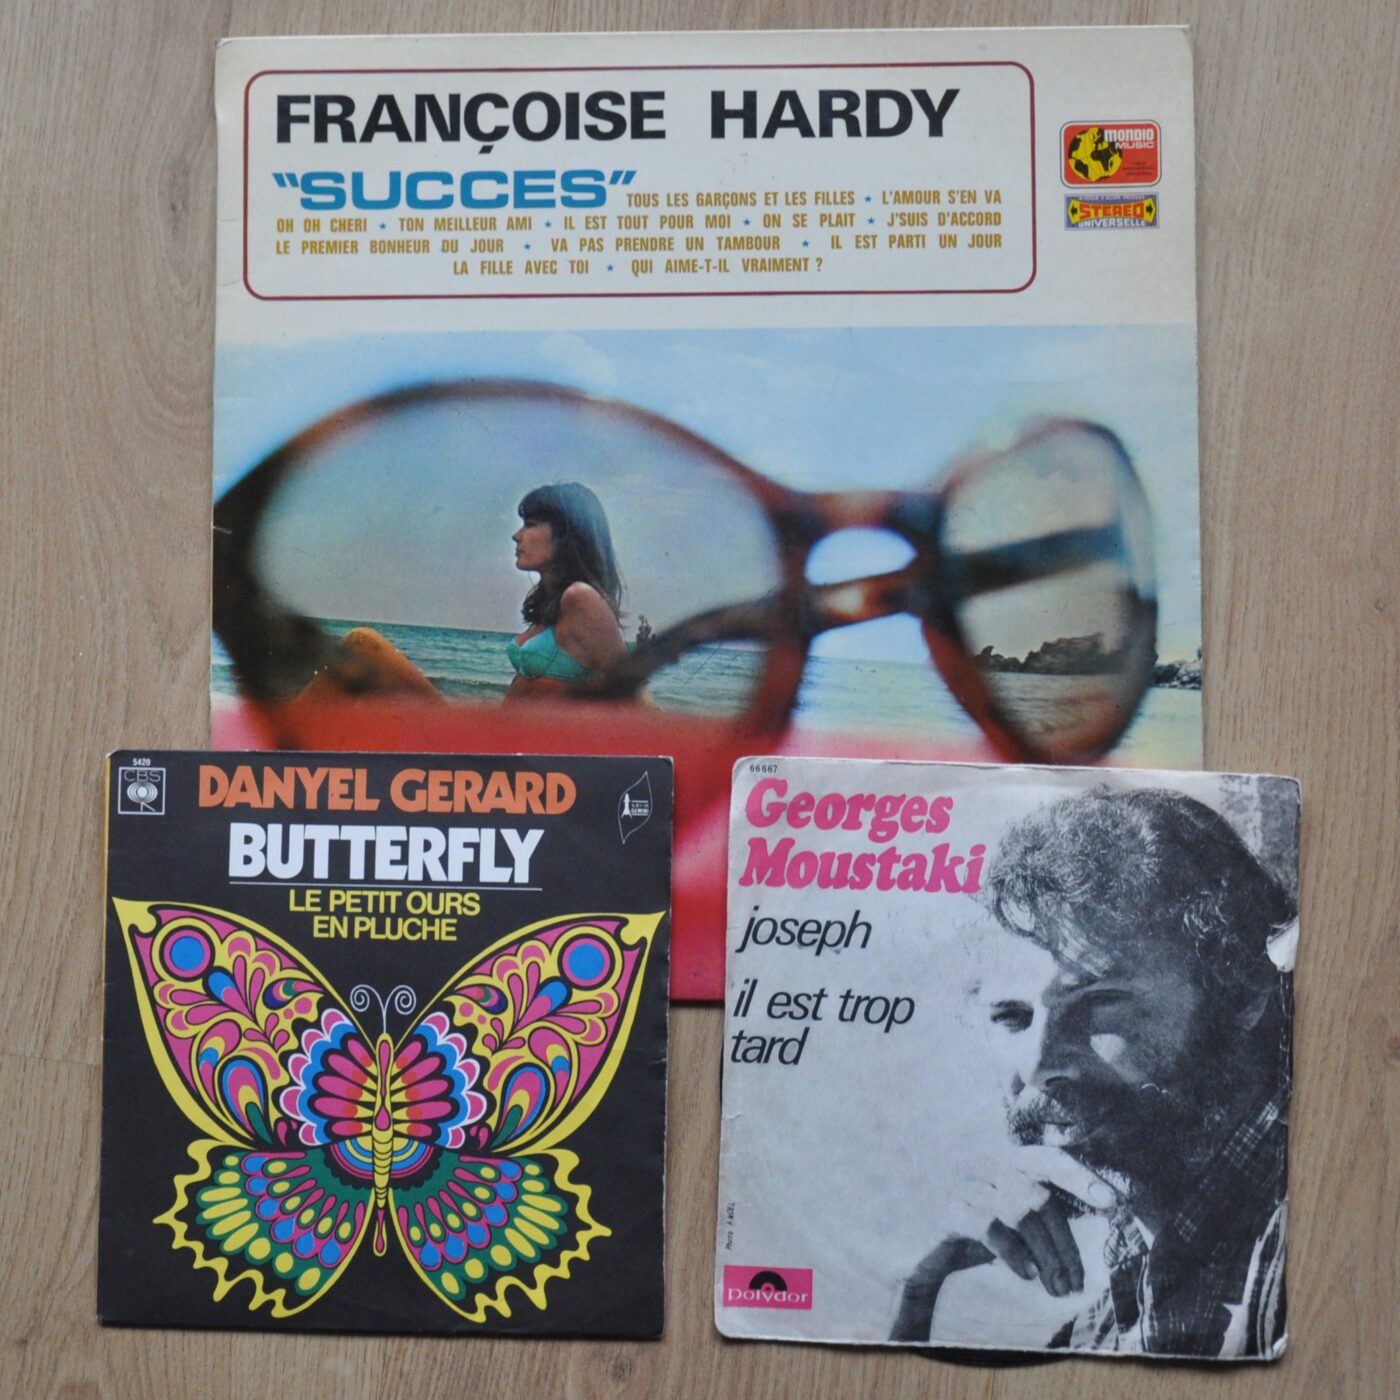 FRANÇOISE HARDY
"SUCCES" TOUS LES GARÇONS ET LES FILLES ★ L'AMOUR S'EN VA
OH OH CHERI ★ TON MEILLEUR AMI ★ IL EST TOUT POUR MOI ★ ON SE PLAIT ★ J'SUIS D'ACCORD
LE PREMIER BONHEUR DU JOUR ★ VA PAS PRENDRE UN TAMBOUR ★ IL EST PARTI UN JOUR
LA FILLE AVEC TOI ★ QUI AIME-T-IL VRAIMENT ?
MONDIO
MUSIC
STEREO
UNIVERSELLE
5420
CBS
DANYEL GERARD
BUTTERFLY
LE PETIT OURS
EN PLUCHE
GEMINI
66667
Georges
Moustaki
joseph
il est trop
tard
Photo A. NOËL
polydor